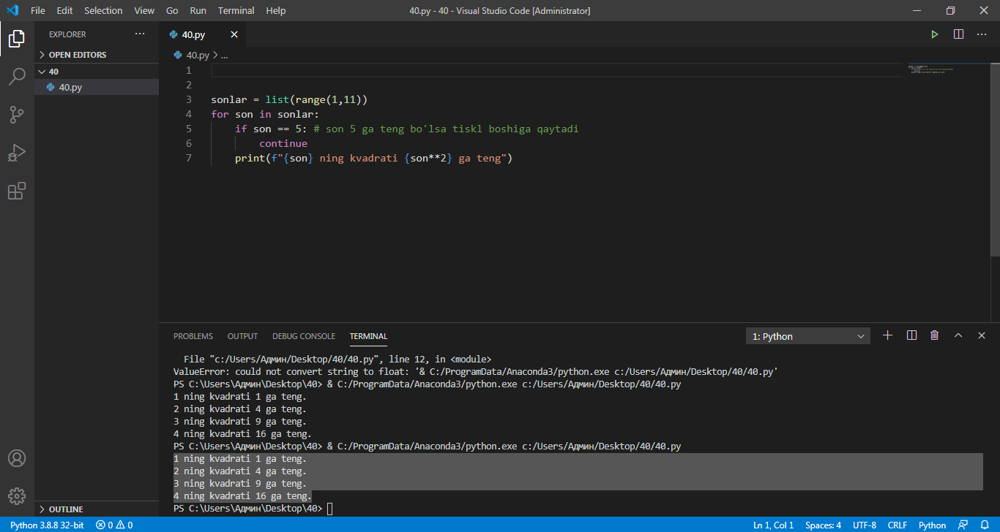 File Edit Selection View Go Run Terminal Help
40.py - 40 - Visual Studio Code [Administrator]
EXPLORER
OPEN EDITORS
40
40.py
OUTLINE
40.py
40.py > ...
1
2
3 sonlar = list(range(1,11))
4 for son in sonlar:
5 if son == 5: # son 5 ga teng bo'lsa tiskl boshiga qaytadi
6 continue
7 print(f"{son} ning kvadrati {son**2} ga teng")
PROBLEMS OUTPUT DEBUG CONSOLE TERMINAL
1: Python
File "c:/Users/Админ/Desktop/40/40.py", line 12, in <module>
ValueError: could not convert string to float: '& C:/ProgramData/Anaconda3/python.exe c:/Users/Админ/Desktop/40/40.py'
PS C:\Users\Админ\Desktop\40> & C:/ProgramData/Anaconda3/python.exe c:/Users/Админ/Desktop/40/40.py
1 ning kvadrati 1 ga teng.
2 ning kvadrati 4 ga teng.
3 ning kvadrati 9 ga teng.
4 ning kvadrati 16 ga teng.
PS C:\Users\Админ\Desktop\40> & C:/ProgramData/Anaconda3/python.exe c:/Users/Админ/Desktop/40/40.py
1 ning kvadrati 1 ga teng.
2 ning kvadrati 4 ga teng.
3 ning kvadrati 9 ga teng.
4 ning kvadrati 16 ga teng.
PS C:\Users\Админ\Desktop\40>
Python 3.8.8 32-bit 0 0
Ln 1, Col 1 Spaces: 4 UTF-8 CRLF Python